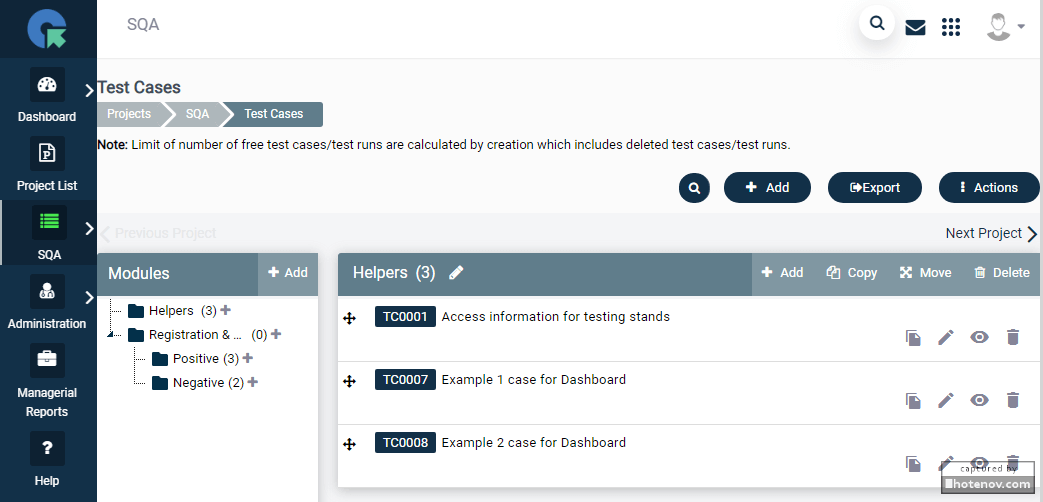 SQA
Dashboard
Project List
SQA
Administration
Managerial
Reports
?
Help
Test Cases
Projects
SQA
Test Cases
Note: Limit of number of free test cases/test runs are calculated by creation which includes deleted test cases/test runs.
Add
Export
Actions
Previous Project
Next Project
Modules
Add
Helpers (3)
Registration & ... (0)
Positive (3)
Negative (2)
Helpers (3)
Add
Copy
Move
Delete
TC0001 Access information for testing stands
TC0007 Example 1 case for Dashboard
TC0008 Example 2 case for Dashboard
captured by
hotenov.com